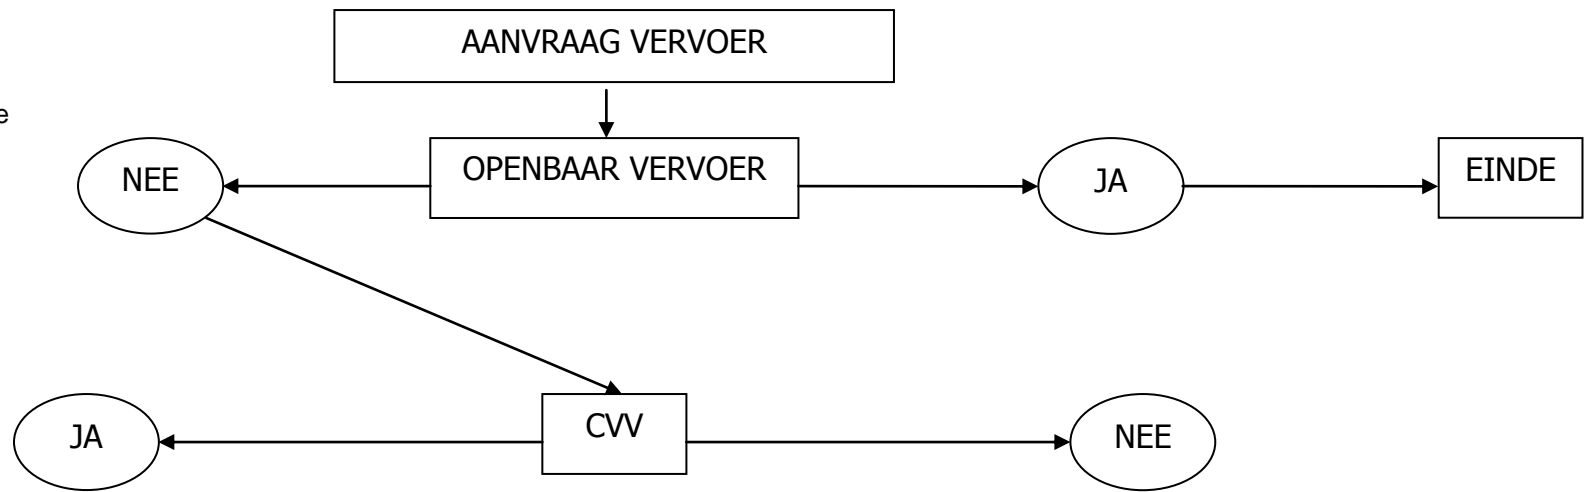 AANVRAAG VERVOER
e
NEE
OPENBAAR VERVOER
JA
EINDE
JA
CVV
NEE